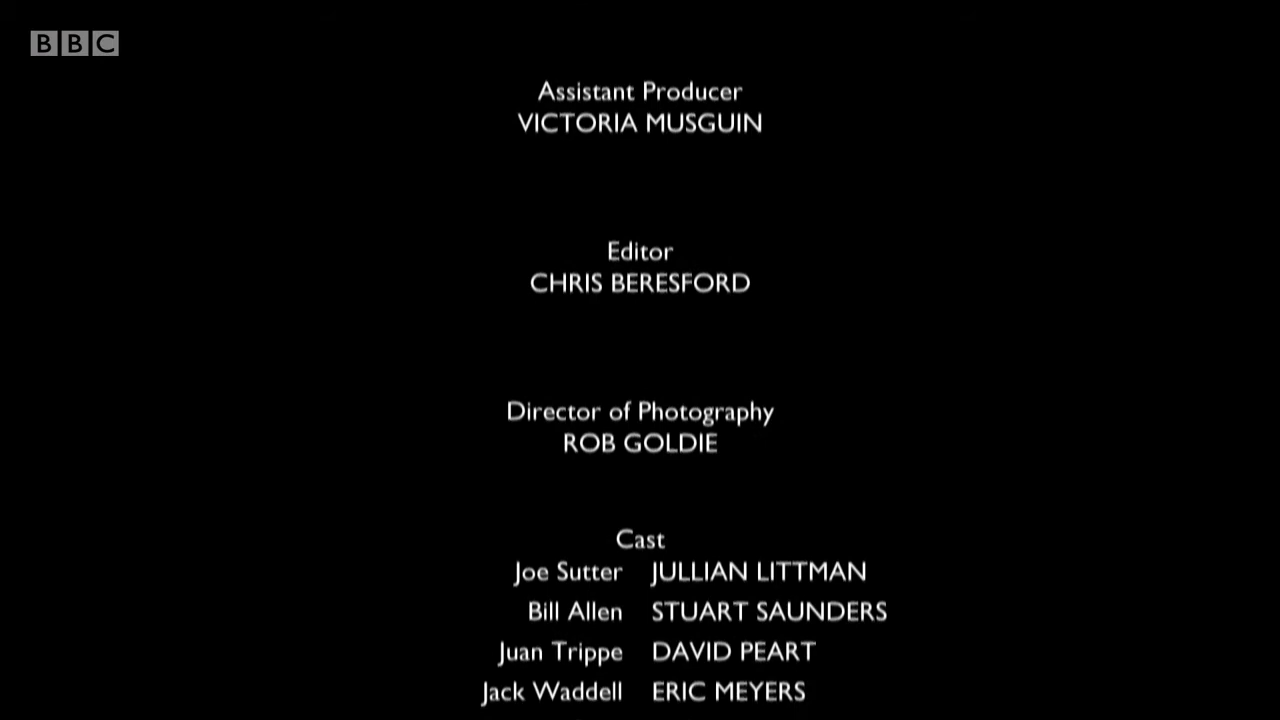 BBC
Assistant Producer
VICTORIA MUSGUIN
Editor
CHRIS BERESFORD
Director of Photography
ROB GOLDIE
Cast
Joe Sutter JULLIAN LITTMAN
Bill Allen STUART SAUNDERS
Juan Trippe DAVID PEART
Jack Waddell ERIC MEYERS